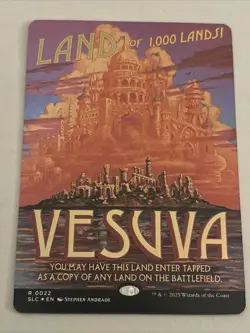 LAND OF 1,000 LANDS!
VESUVA
YOU MAY HAVE THIS LAND ENTER TAPPED
AS A COPY OF ANY LAND ON THE BATTLEFIELD.
R 0022
SLC ★ EN Stephen Andrade
™ & © 2025 Wizards of the Coast